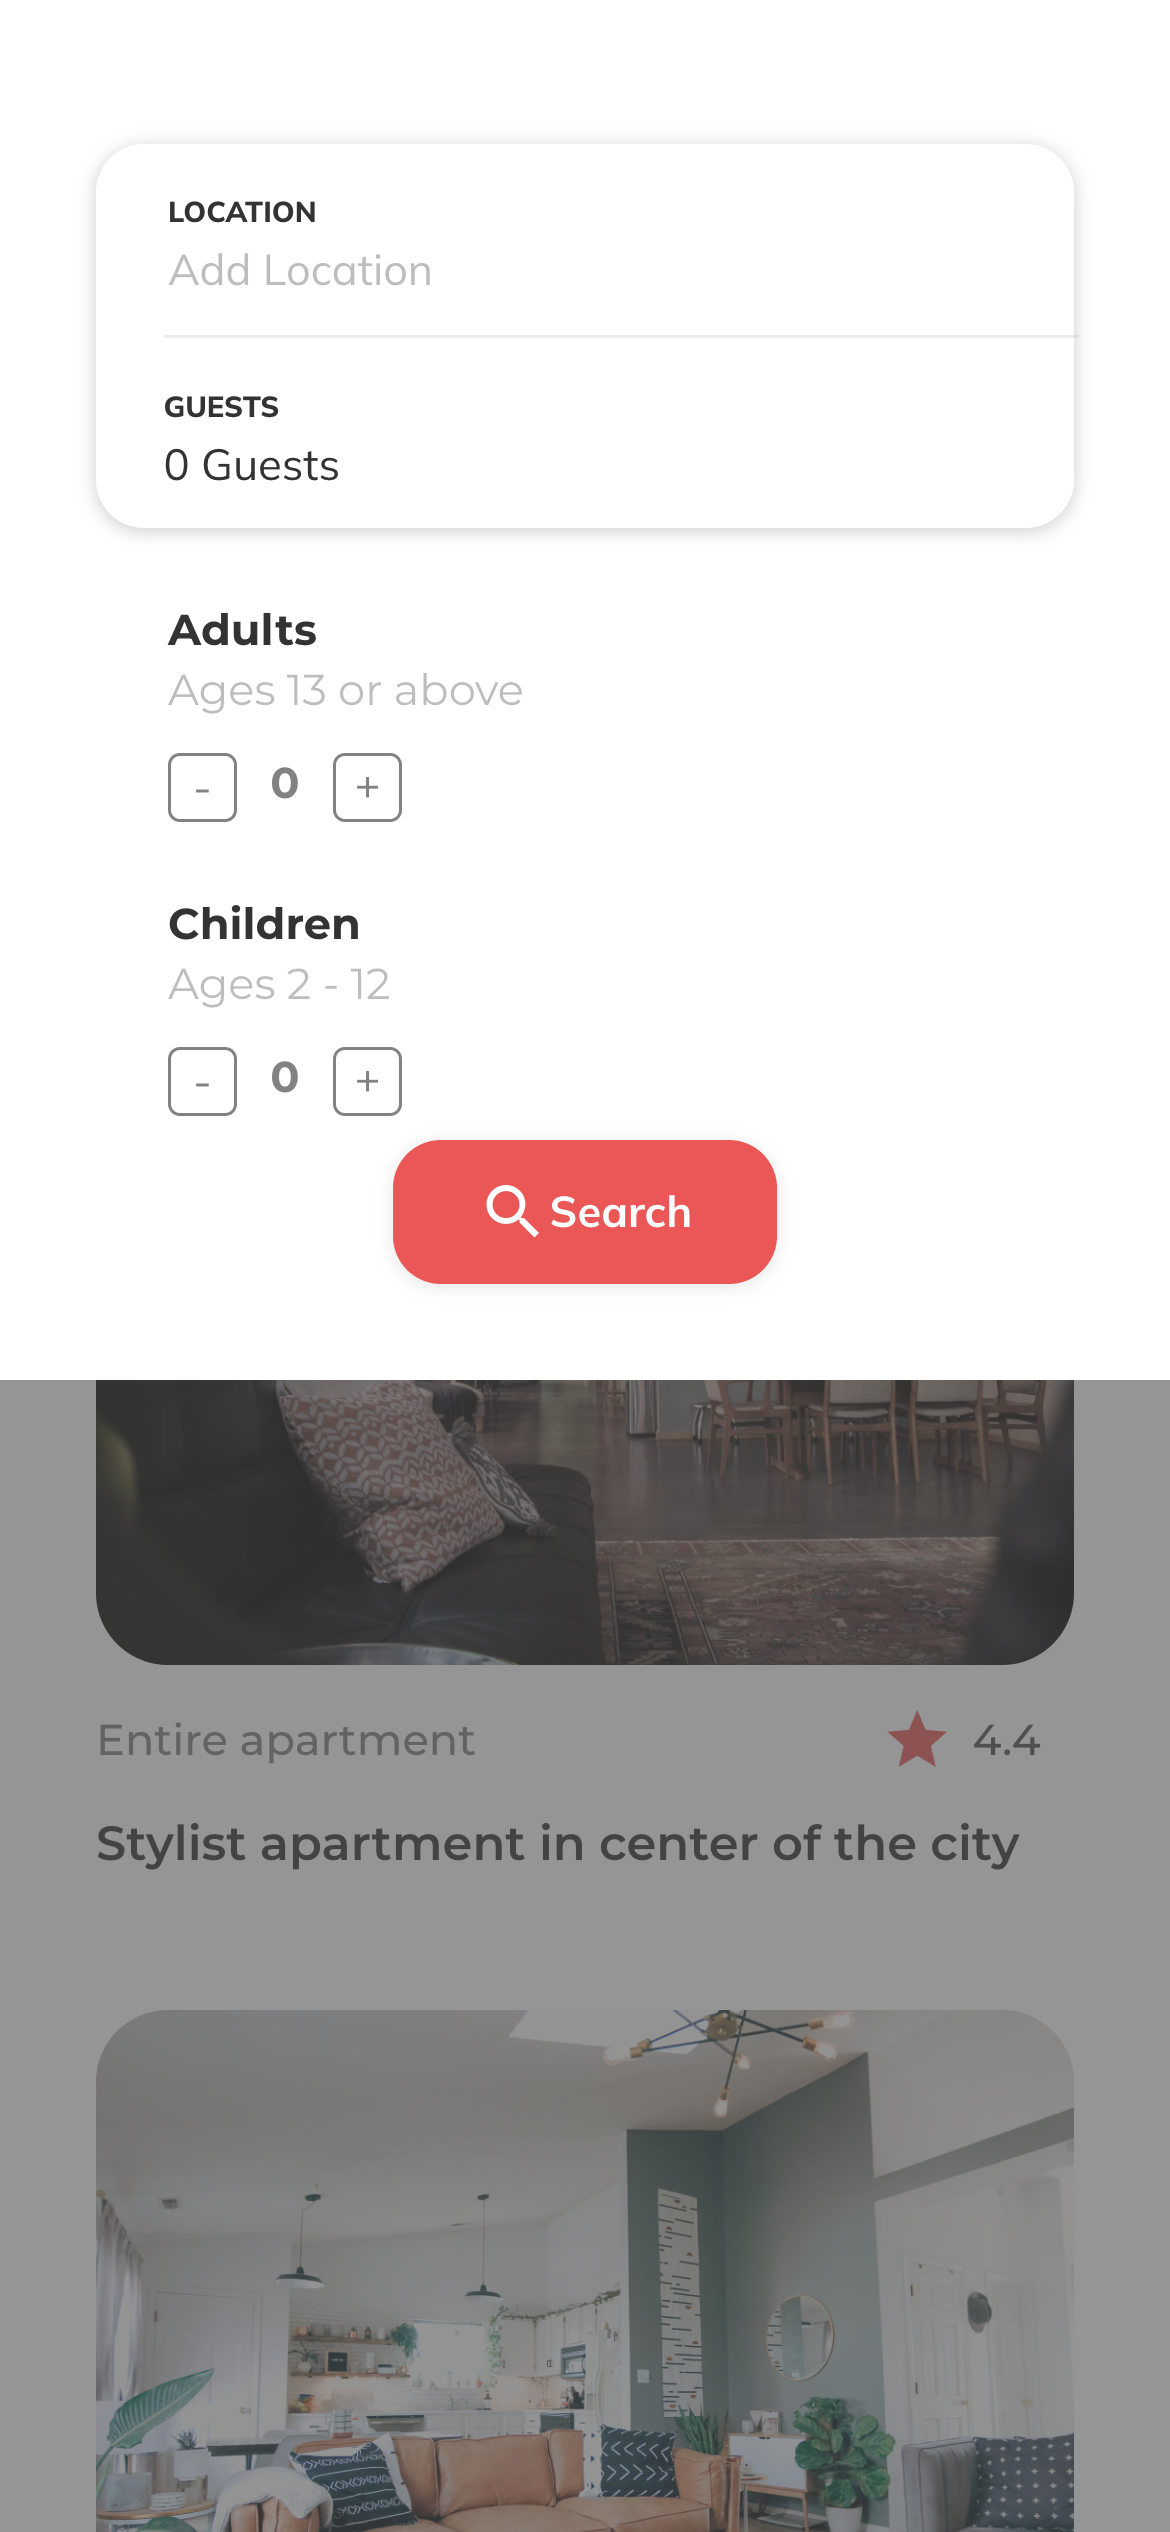 LOCATION
Add Location
GUESTS
0 Guests
Adults
Ages 13 or above
- 0 +
Children
Ages 2 - 12
- 0 +
Search
Entire apartment 4.4
Stylist apartment in center of the city